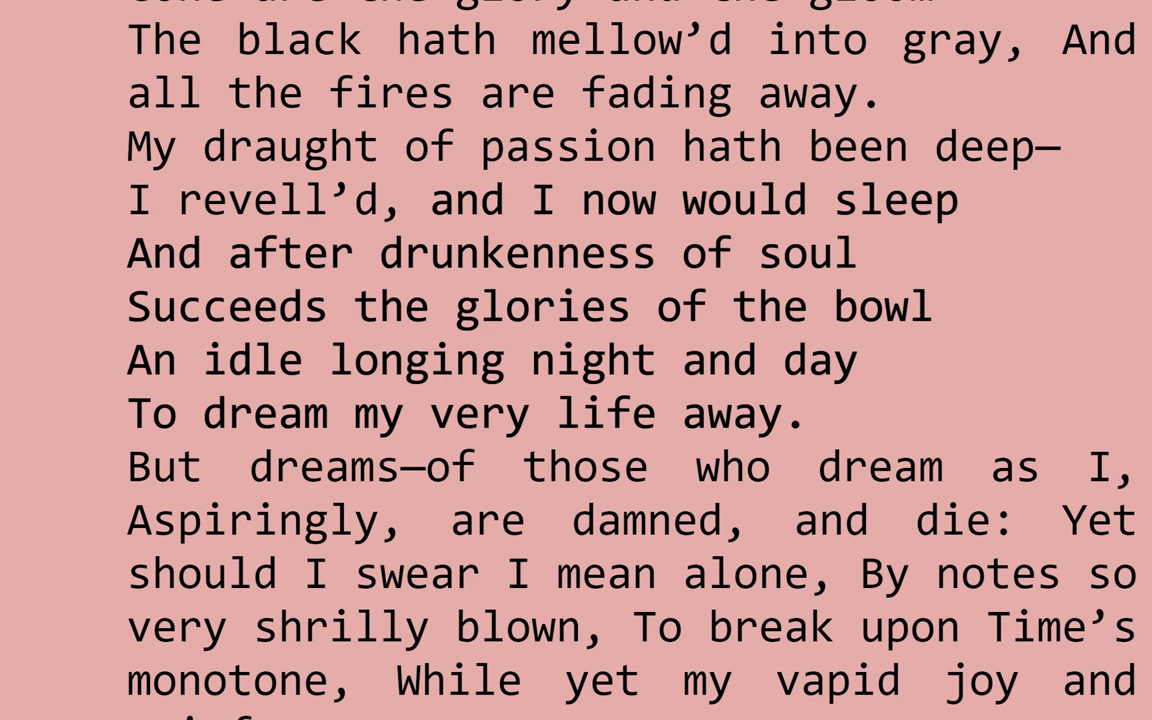 The black hath mellow’d into gray, And
all the fires are fading away.
My draught of passion hath been deep—
I revell’d, and I now would sleep
And after drunkenness of soul
Succeeds the glories of the bowl
An idle longing night and day
To dream my very life away.
But dreams—of those who dream as I,
Aspiringly, are damned, and die: Yet
should I swear I mean alone, By notes so
very shrilly blown, To break upon Time’s
monotone, While yet my vapid joy and